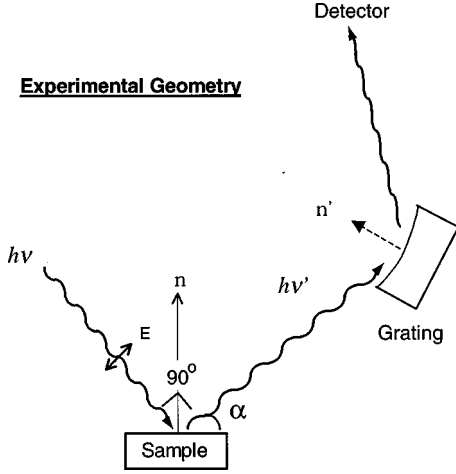 Detector
Experimental Geometry
n'
hν
n
hν'
E
Grating
90°
α
Sample